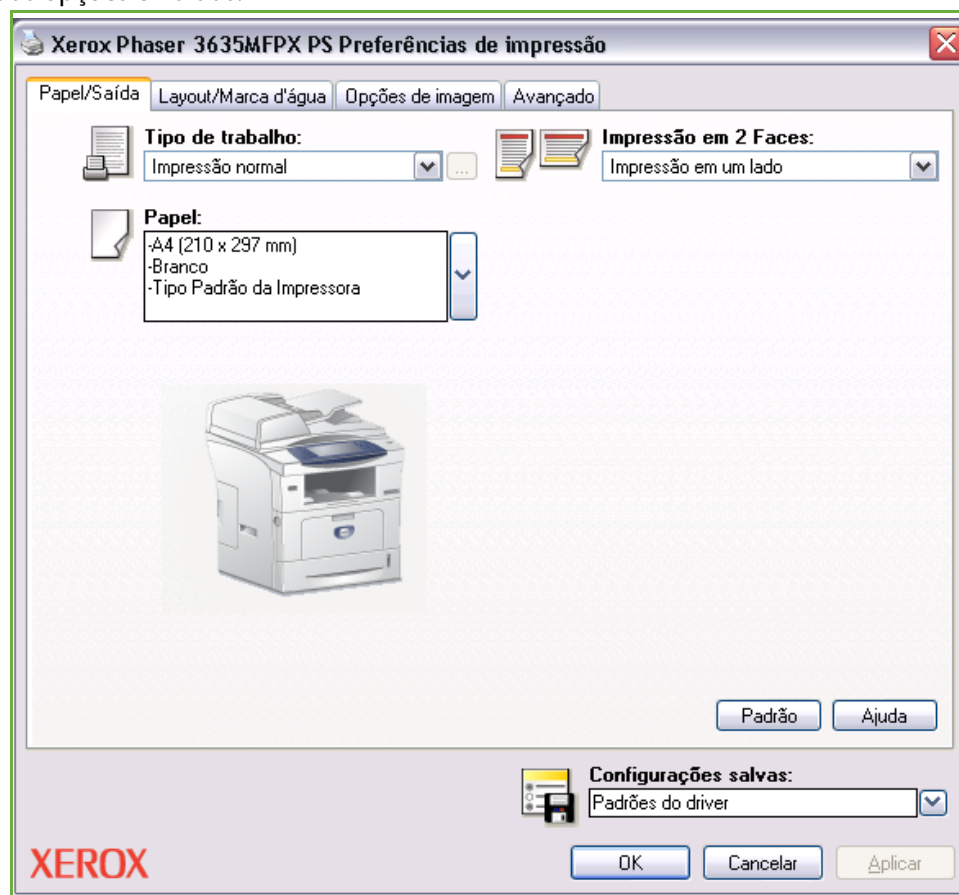 Xerox Phaser 3635MFPX PS Preferências de impressão
Papel/Saída Layout/Marca d'água Opções de imagem Avançado
Tipo de trabalho:
Impressão normal
...
Impressão em 2 Faces:
Impressão em um lado
Papel:
-A4 (210 x 297 mm)
-Branco
-Tipo Padrão da Impressora
Padrão Ajuda
Configurações salvas:
Padrões do driver
XEROX
OK Cancelar Aplicar